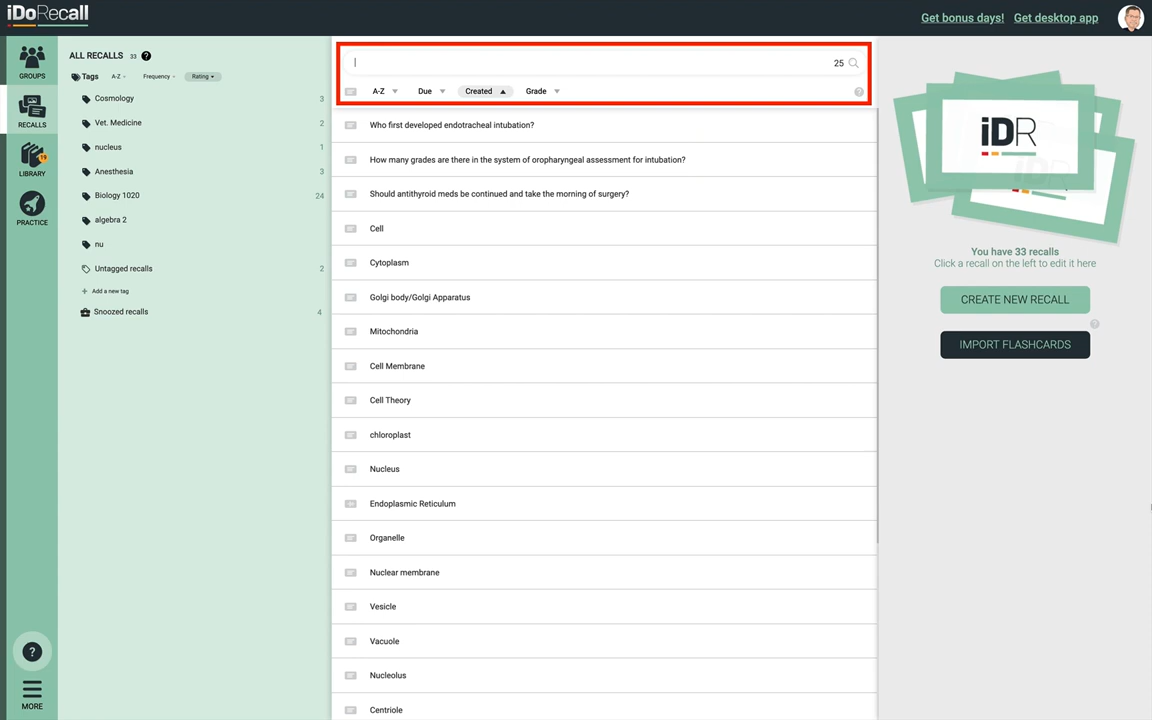 iDoRecall
Get bonus days! Get desktop app
GROUPS
RECALLS
19
LIBRARY
PRACTICE
?
MORE
ALL RECALLS 33 ?
Tags A-Z Frequency Rating
Cosmology 3
Vet. Medicine 2
nucleus 1
Anesthesia 3
Biology 1020 24
algebra 2
nu
Untagged recalls 2
+ Add a new tag
Snoozed recalls 4
25
A-Z Due Created Grade ?
Who first developed endotracheal intubation?
How many grades are there in the system of oropharyngeal assessment for intubation?
Should antithyroid meds be continued and take the morning of surgery?
Cell
Cytoplasm
Golgi body/Golgi Apparatus
Mitochondria
Cell Membrane
Cell Theory
chloroplast
Nucleus
Endoplasmic Reticulum
Organelle
Nuclear membrane
Vesicle
Vacuole
Nucleolus
Centriole
iDR
iDR
You have 33 recalls
Click a recall on the left to edit it here
CREATE NEW RECALL
?
IMPORT FLASHCARDS